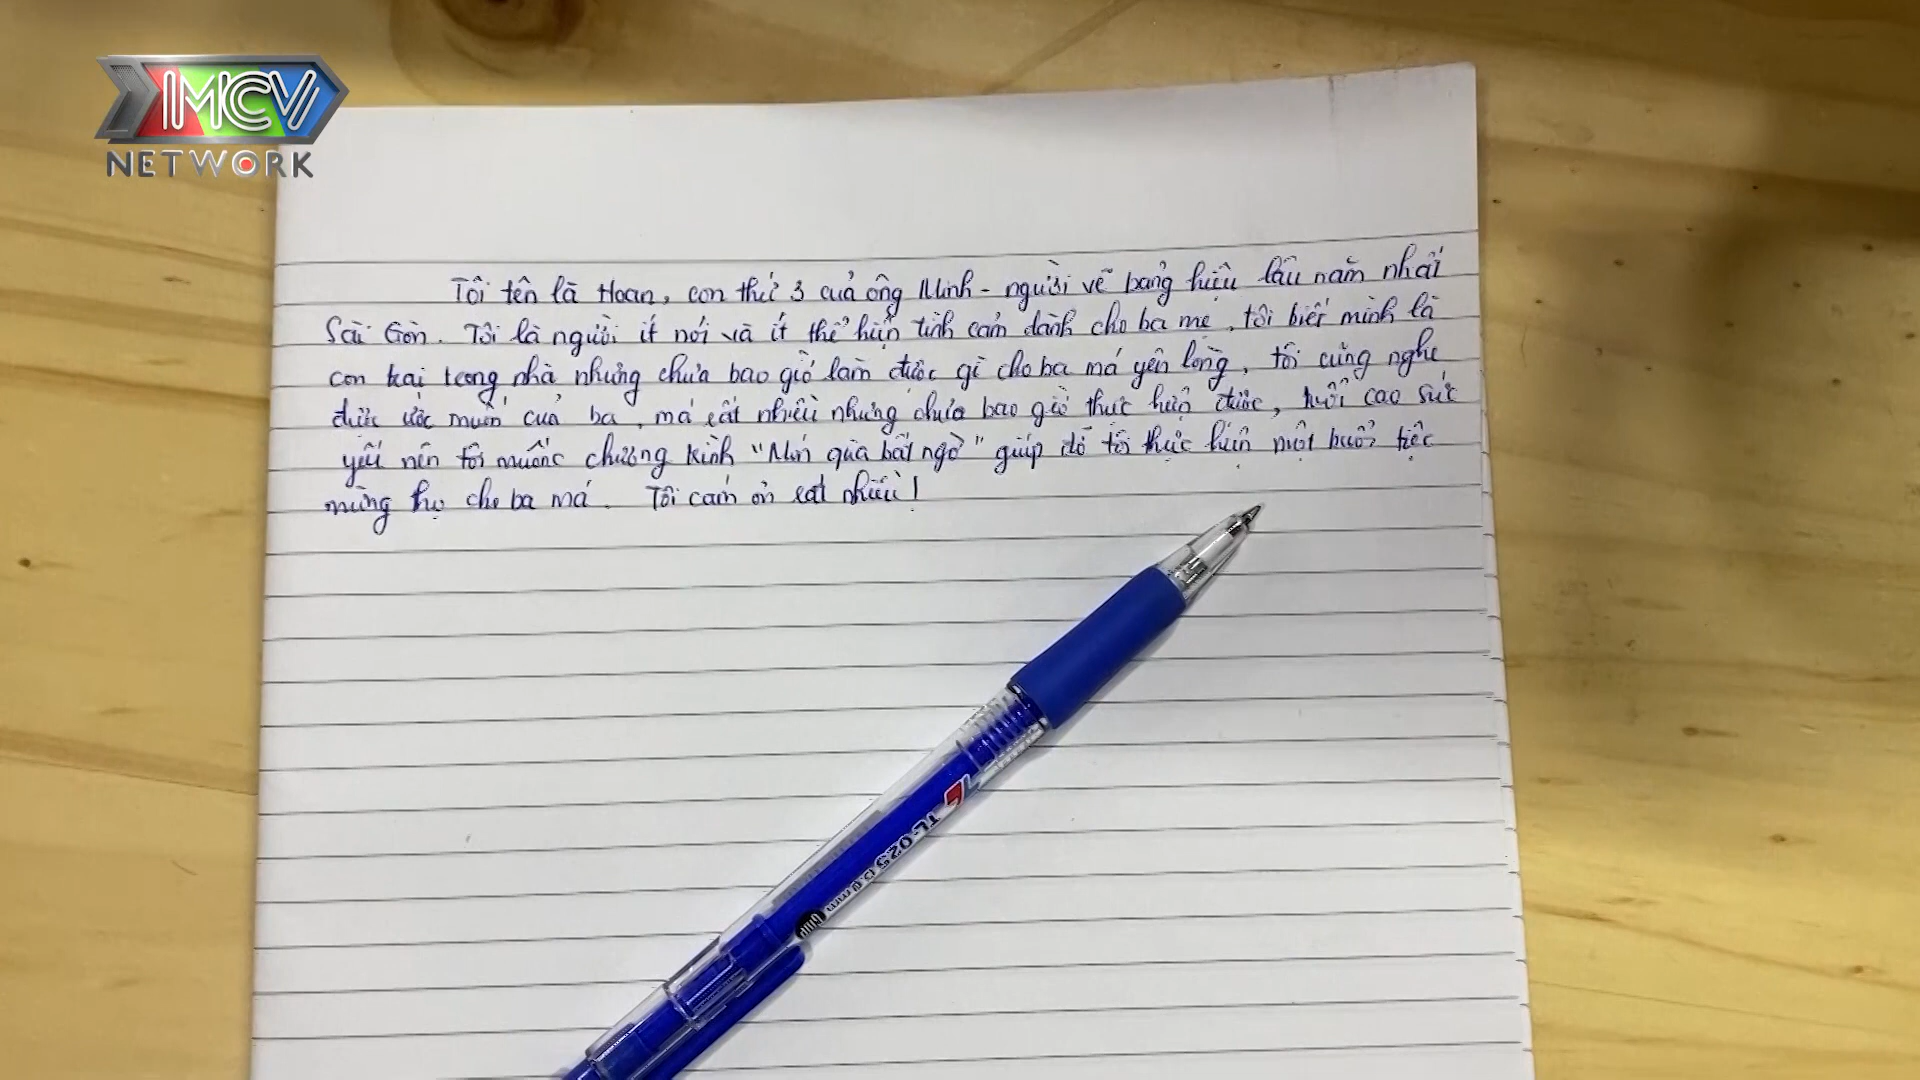 MCV
NETWORK
Tôi tên là Hoan, con thứ 3 của ông Minh - người vẽ bảng hiệu lâu năm nhất
Sài Gòn. Tôi là người ít nói và ít thể hiện tình cảm dành cho ba mẹ, tôi biết mình là
con trai trong nhà nhưng chưa bao giờ làm được gì cho ba má yên lòng, tôi cũng nghe
được ước muốn của ba, má rất nhiều nhưng chưa bao giờ thực hiện được, tuổi cao sức
yếu nên tôi muốn chương trình "Món quà bất ngờ" giúp đỡ tôi thực hiện một buổi tiệc
mừng thọ cho ba má. Tôi cám ơn rất nhiều!
TL-023 0.8mm